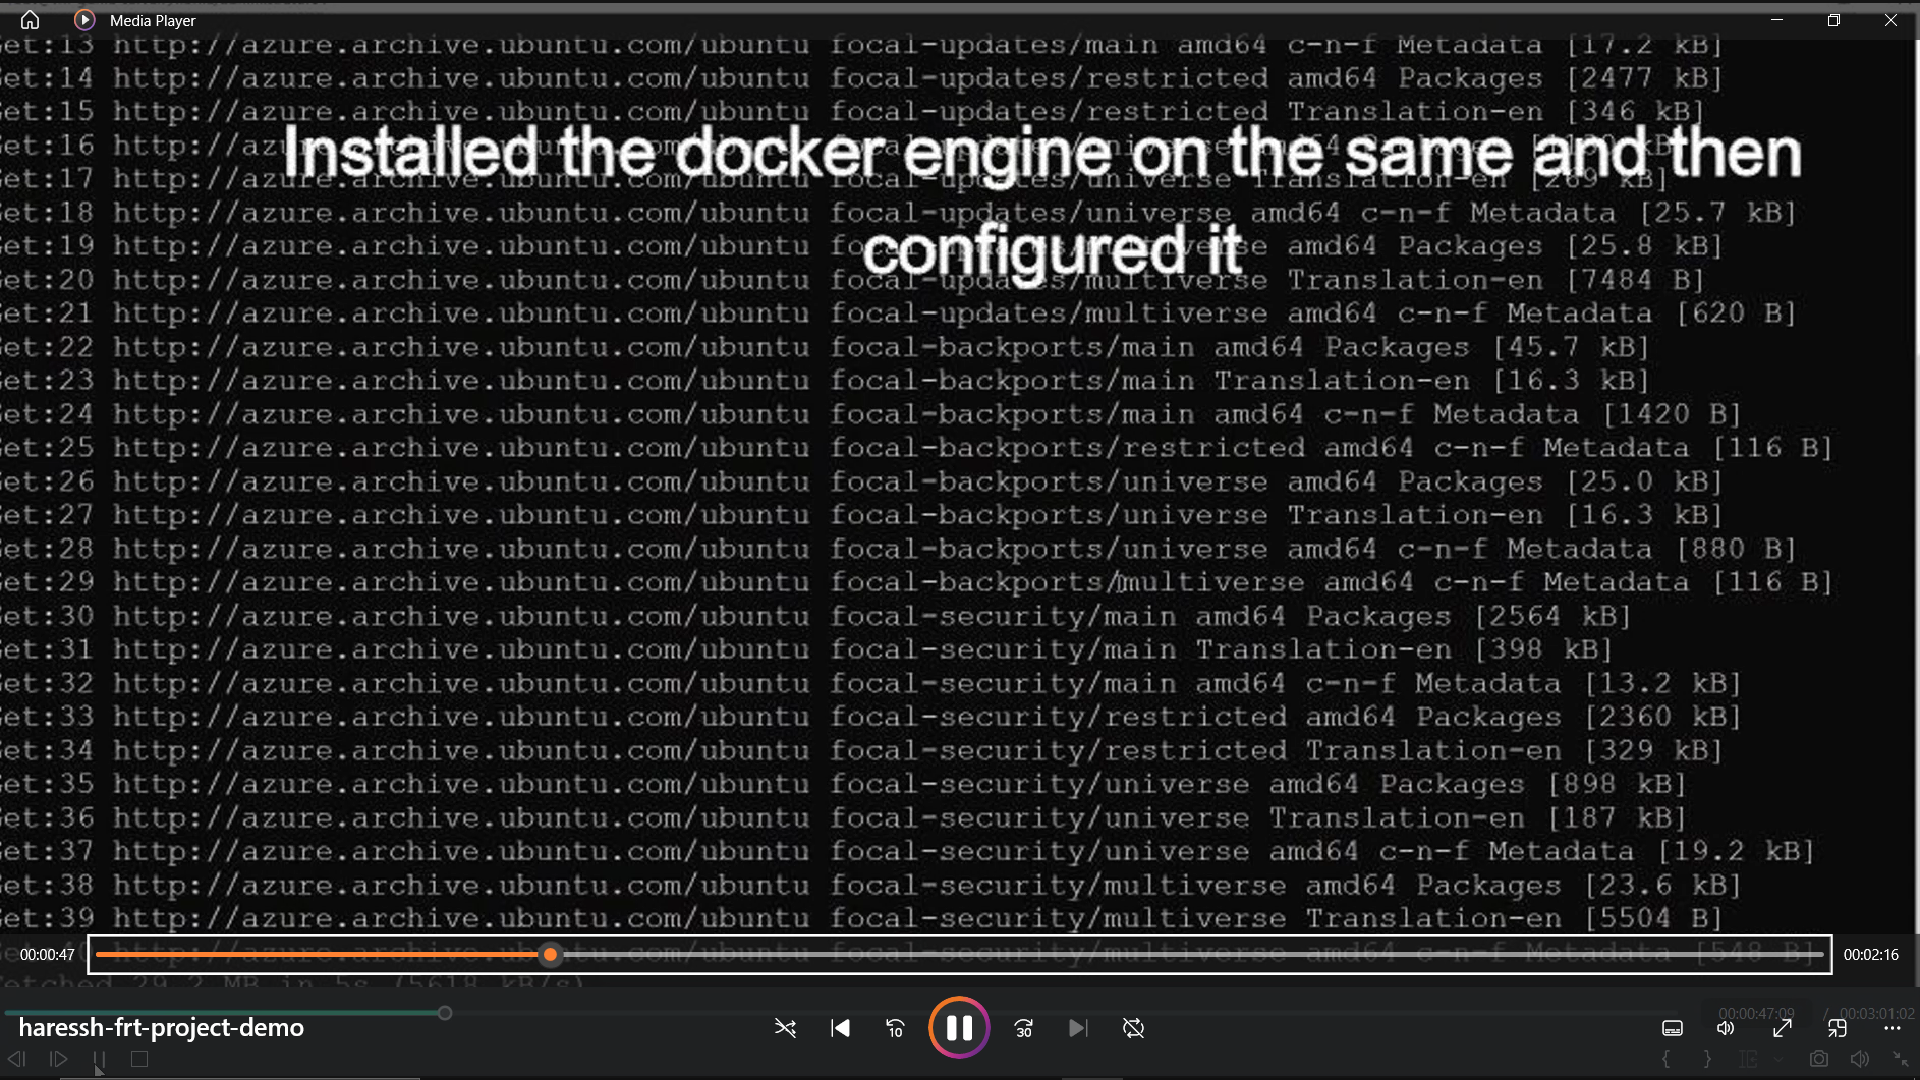 Media Player
et:13 http://azure.archive.ubuntu.com/ubuntu focal-updates/main amd64 c-n-f Metadata [17.2 kB]
et:14 http://azure.archive.ubuntu.com/ubuntu focal-updates/restricted amd64 Packages [2477 kB]
et:15 http://azure.archive.ubuntu.com/ubuntu focal-updates/restricted Translation-en [346 kB]
Installed the docker engine on the same and then
configured it
et:16 http://azure.archive.ubuntu.com/ubuntu
et:17 http://azure.archive.ubuntu.com/ubuntu focal-updates/universe Translation-en [269 kB]
et:18 http://azure.archive.ubuntu.com/ubuntu focal-updates/universe amd64 c-n-f Metadata [25.7 kB]
et:19 http://azure.archive.ubuntu.com/ubuntu amd64 Packages [25.8 kB]
et:20 http://azure.archive.ubuntu.com/ubuntu focal-updates/multiverse Translation-en [7484 B]
et:21 http://azure.archive.ubuntu.com/ubuntu focal-updates/multiverse amd64 c-n-f Metadata [620 B]
et:22 http://azure.archive.ubuntu.com/ubuntu focal-backports/main amd64 Packages [45.7 kB]
et:23 http://azure.archive.ubuntu.com/ubuntu focal-backports/main Translation-en [16.3 kB]
et:24 http://azure.archive.ubuntu.com/ubuntu focal-backports/main amd64 c-n-f Metadata [1420 B]
et:25 http://azure.archive.ubuntu.com/ubuntu focal-backports/restricted amd64 c-n-f Metadata [116 B]
et:26 http://azure.archive.ubuntu.com/ubuntu focal-backports/universe amd64 Packages [25.0 kB]
et:27 http://azure.archive.ubuntu.com/ubuntu focal-backports/universe Translation-en [16.3 kB]
et:28 http://azure.archive.ubuntu.com/ubuntu focal-backports/universe amd64 c-n-f Metadata [880 B]
et:29 http://azure.archive.ubuntu.com/ubuntu focal-backports/multiverse amd64 c-n-f Metadata [116 B]
et:30 http://azure.archive.ubuntu.com/ubuntu focal-security/main amd64 Packages [2564 kB]
et:31 http://azure.archive.ubuntu.com/ubuntu focal-security/main Translation-en [398 kB]
et:32 http://azure.archive.ubuntu.com/ubuntu focal-security/main amd64 c-n-f Metadata [13.2 kB]
et:33 http://azure.archive.ubuntu.com/ubuntu focal-security/restricted amd64 Packages [2360 kB]
et:34 http://azure.archive.ubuntu.com/ubuntu focal-security/restricted Translation-en [329 kB]
et:35 http://azure.archive.ubuntu.com/ubuntu focal-security/universe amd64 Packages [898 kB]
et:36 http://azure.archive.ubuntu.com/ubuntu focal-security/universe Translation-en [187 kB]
et:37 http://azure.archive.ubuntu.com/ubuntu focal-security/universe amd64 c-n-f Metadata [19.2 kB]
et:38 http://azure.archive.ubuntu.com/ubuntu focal-security/multiverse amd64 Packages [23.6 kB]
et:39 http://azure.archive.ubuntu.com/ubuntu focal-security/multiverse Translation-en [5504 B]
http://azure.archive.ubuntu.com/ubuntu focal-security/multiverse amd64 c-n-f Metadata [548 B]
00:00:47
00:02:16
etched 29.2 MB in 5s (5618 kB/s)
00:00:47:09 / 00:03:01:02
haressh-frt-project-demo
10
30